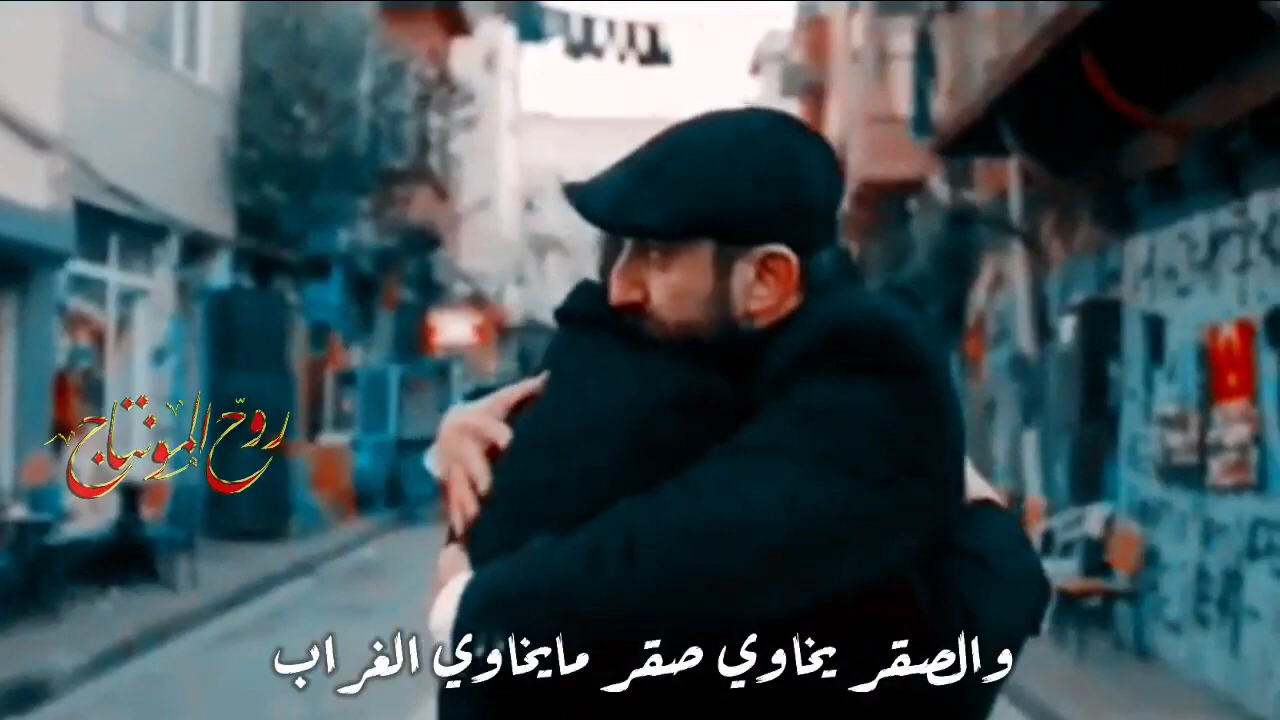 روح المونتاج
والصقر يخاوي صقر مايخاوي الغراب